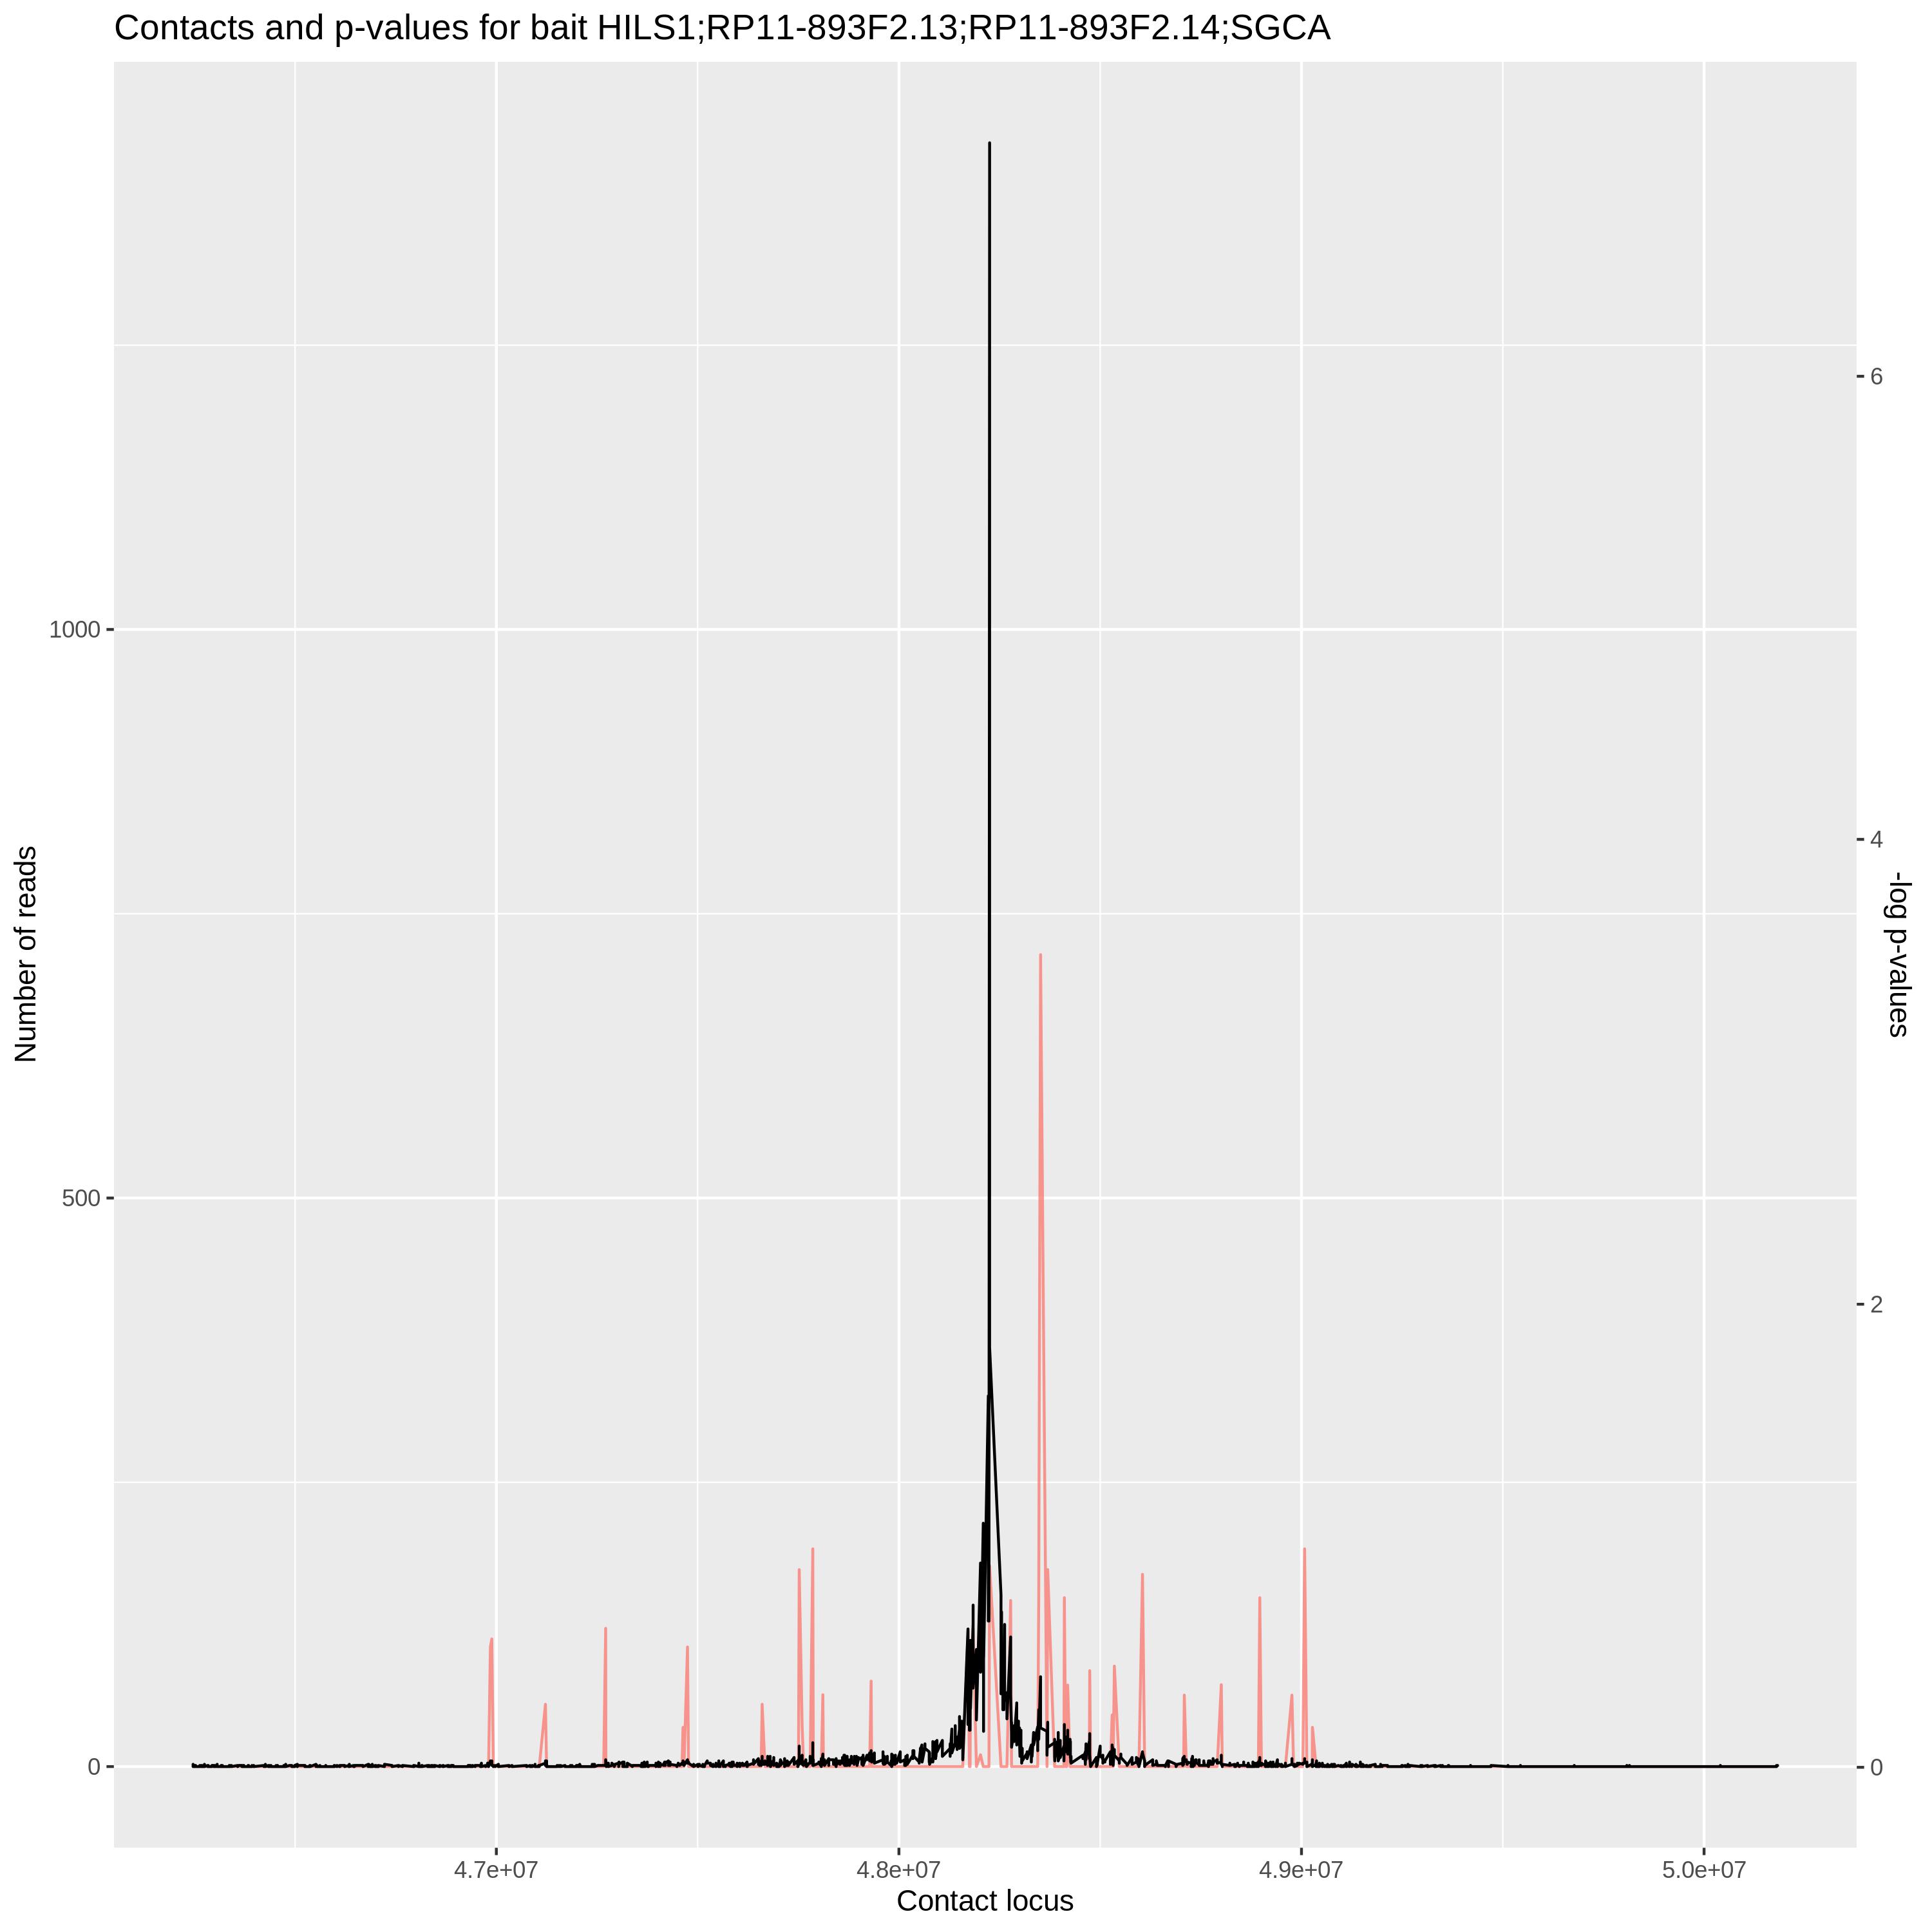 Contacts and p-values for bait HILS1;RP11-893F2.13;RP11-893F2.14;SGCA
Number of reads
1000
500
0
6
4
2
0
-log p-values
4.7e+07
4.8e+07
4.9e+07
5.0e+07
Contact locus